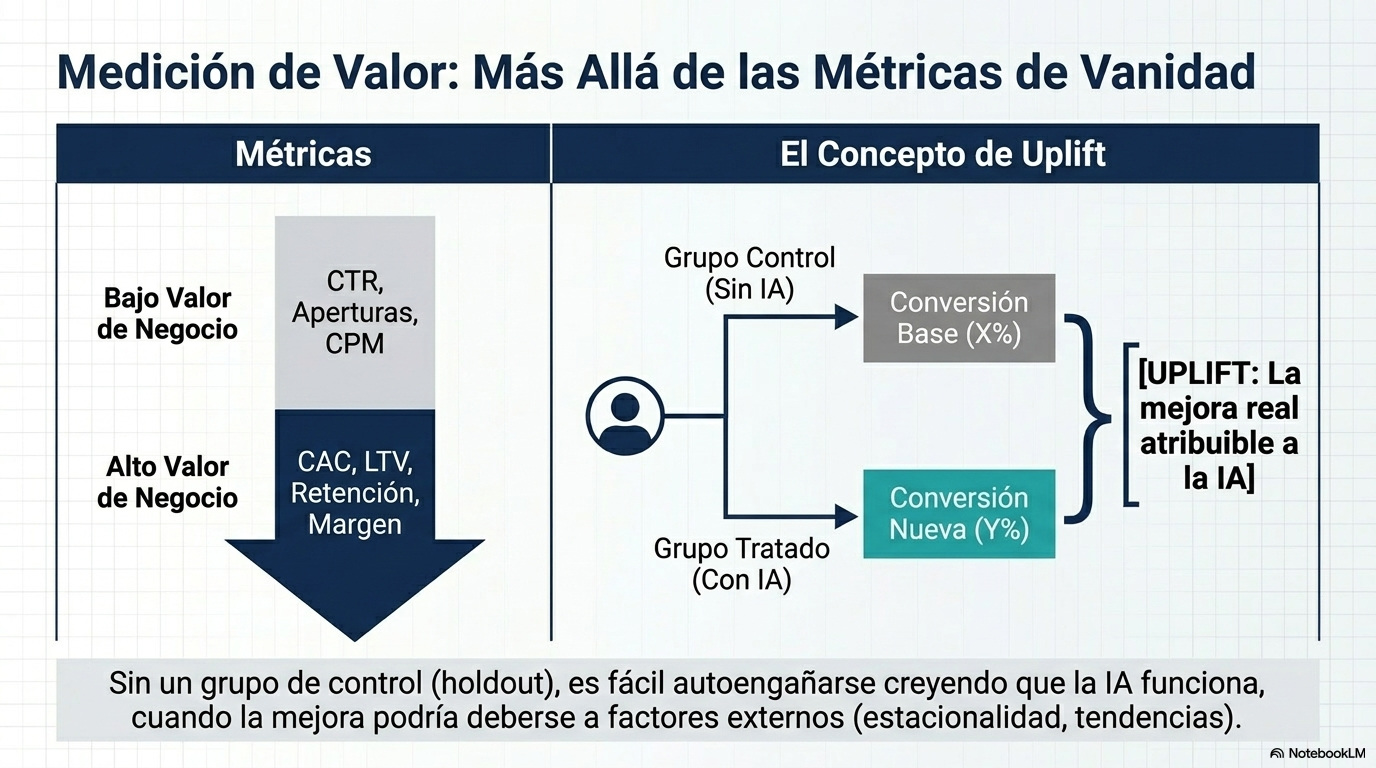 Medición de Valor: Más Allá de las Métricas de Vanidad
Métricas
Bajo Valor
de Negocio
CTR,
Aperturas,
CPM
Alto Valor
de Negocio
CAC, LTV,
Retención,
Margen
El Concepto de Uplift
Grupo Control
(Sin IA)
Conversión
Base (X%)
Grupo Tratado
(Con IA)
Conversión
Nueva (Y%)
[UPLIFT: La
mejora real
atribuible a
la IA]
Sin un grupo de control (holdout), es fácil autoengañarse creyendo que la IA funciona,
cuando la mejora podría deberse a factores externos (estacionalidad, tendencias).
NotebookLM